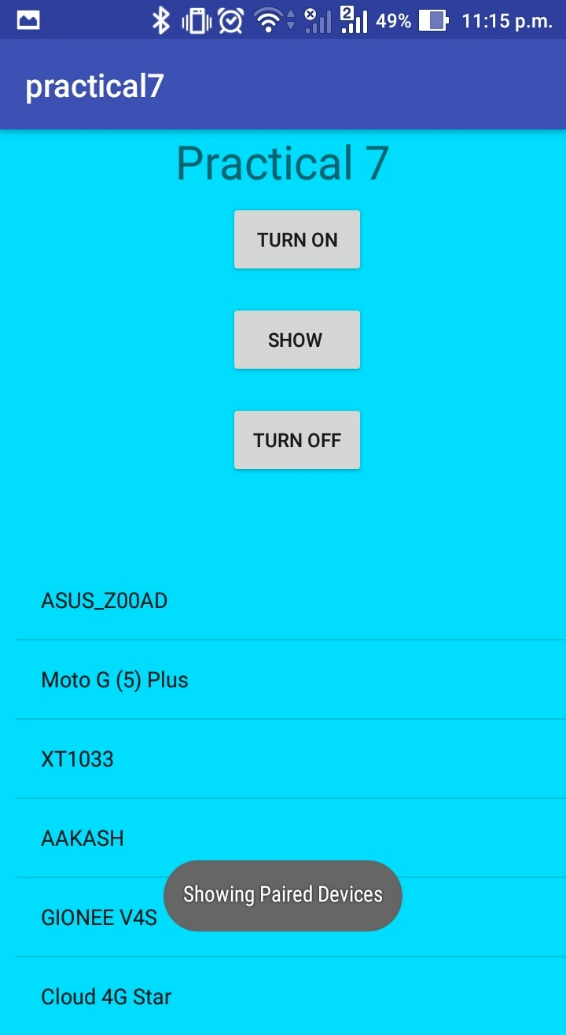 2
49%
11:15 p.m.
practical7
Practical 7
TURN ON
SHOW
TURN OFF
ASUS_Z00AD
Moto G (5) Plus
XT1033
AAKASH
Showing Paired Devices
GIONEE V4S
Cloud 4G Star